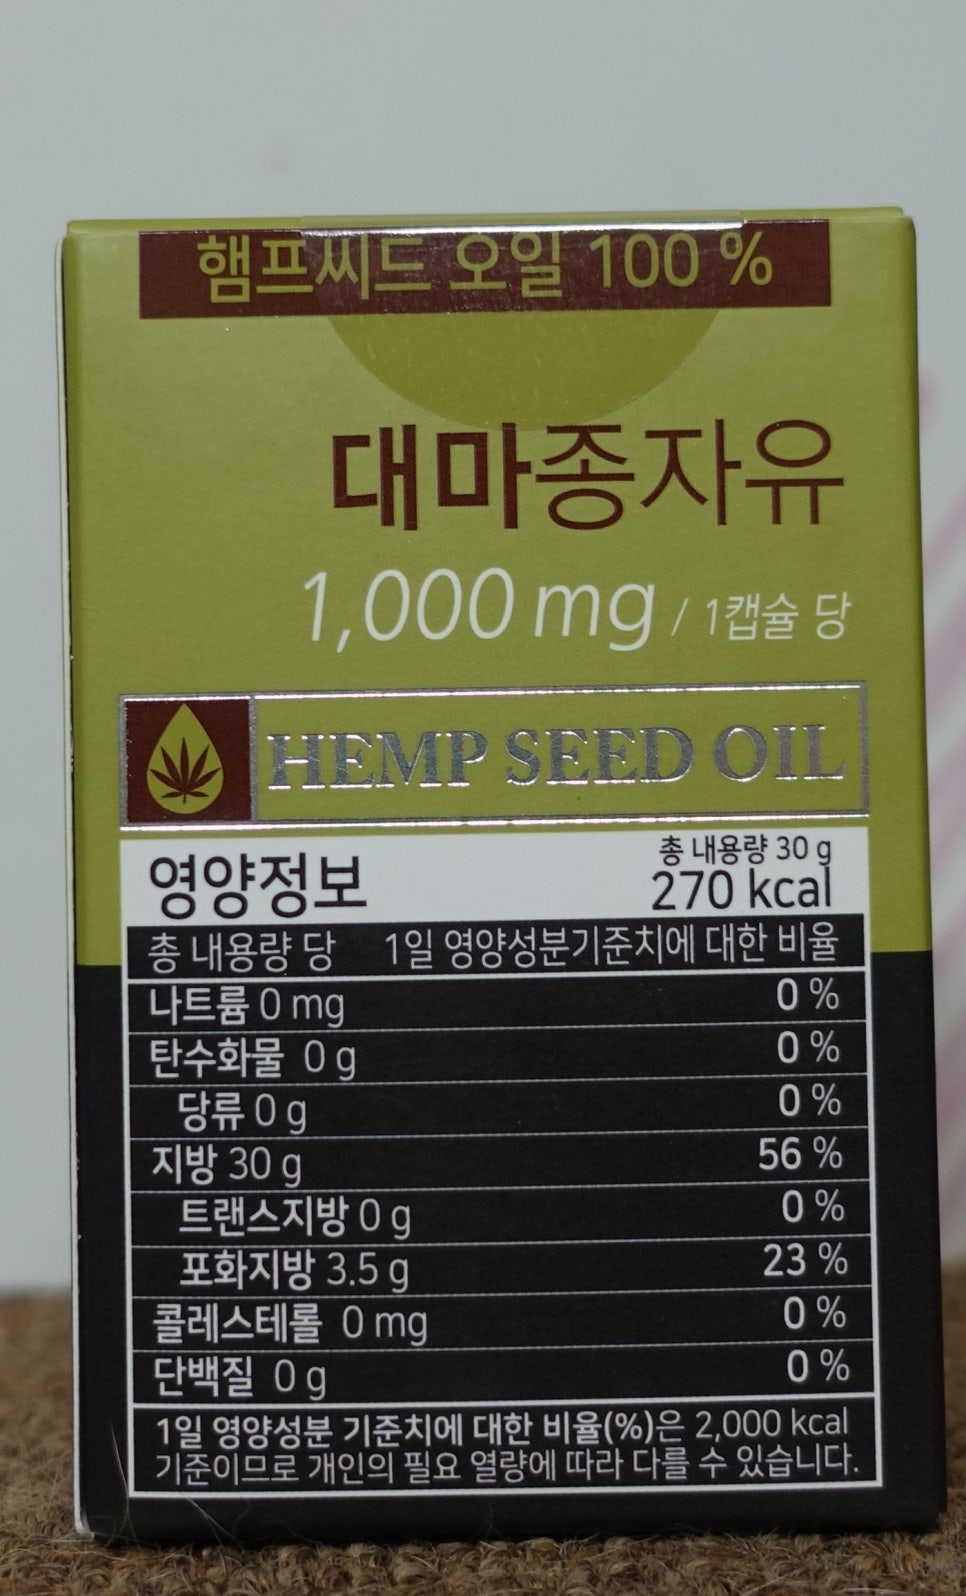 햄프씨드 오일 100 %
대마종자유
1,000 mg / 1캡슐 당
HEMP SEED OIL
영양정보
총 내용량 30 g
270 kcal
총 내용량 당 1일 영양성분기준치에 대한 비율
나트륨 0 mg 0 %
탄수화물 0 g 0 %
당류 0 g 0 %
지방 30 g 56 %
트랜스지방 0 g 0 %
포화지방 3.5 g 23 %
콜레스테롤 0 mg 0 %
단백질 0 g 0 %
1일 영양성분 기준치에 대한 비율(%)은 2,000 kcal
기준이므로 개인의 필요 열량에 따라 다를 수 있습니다.